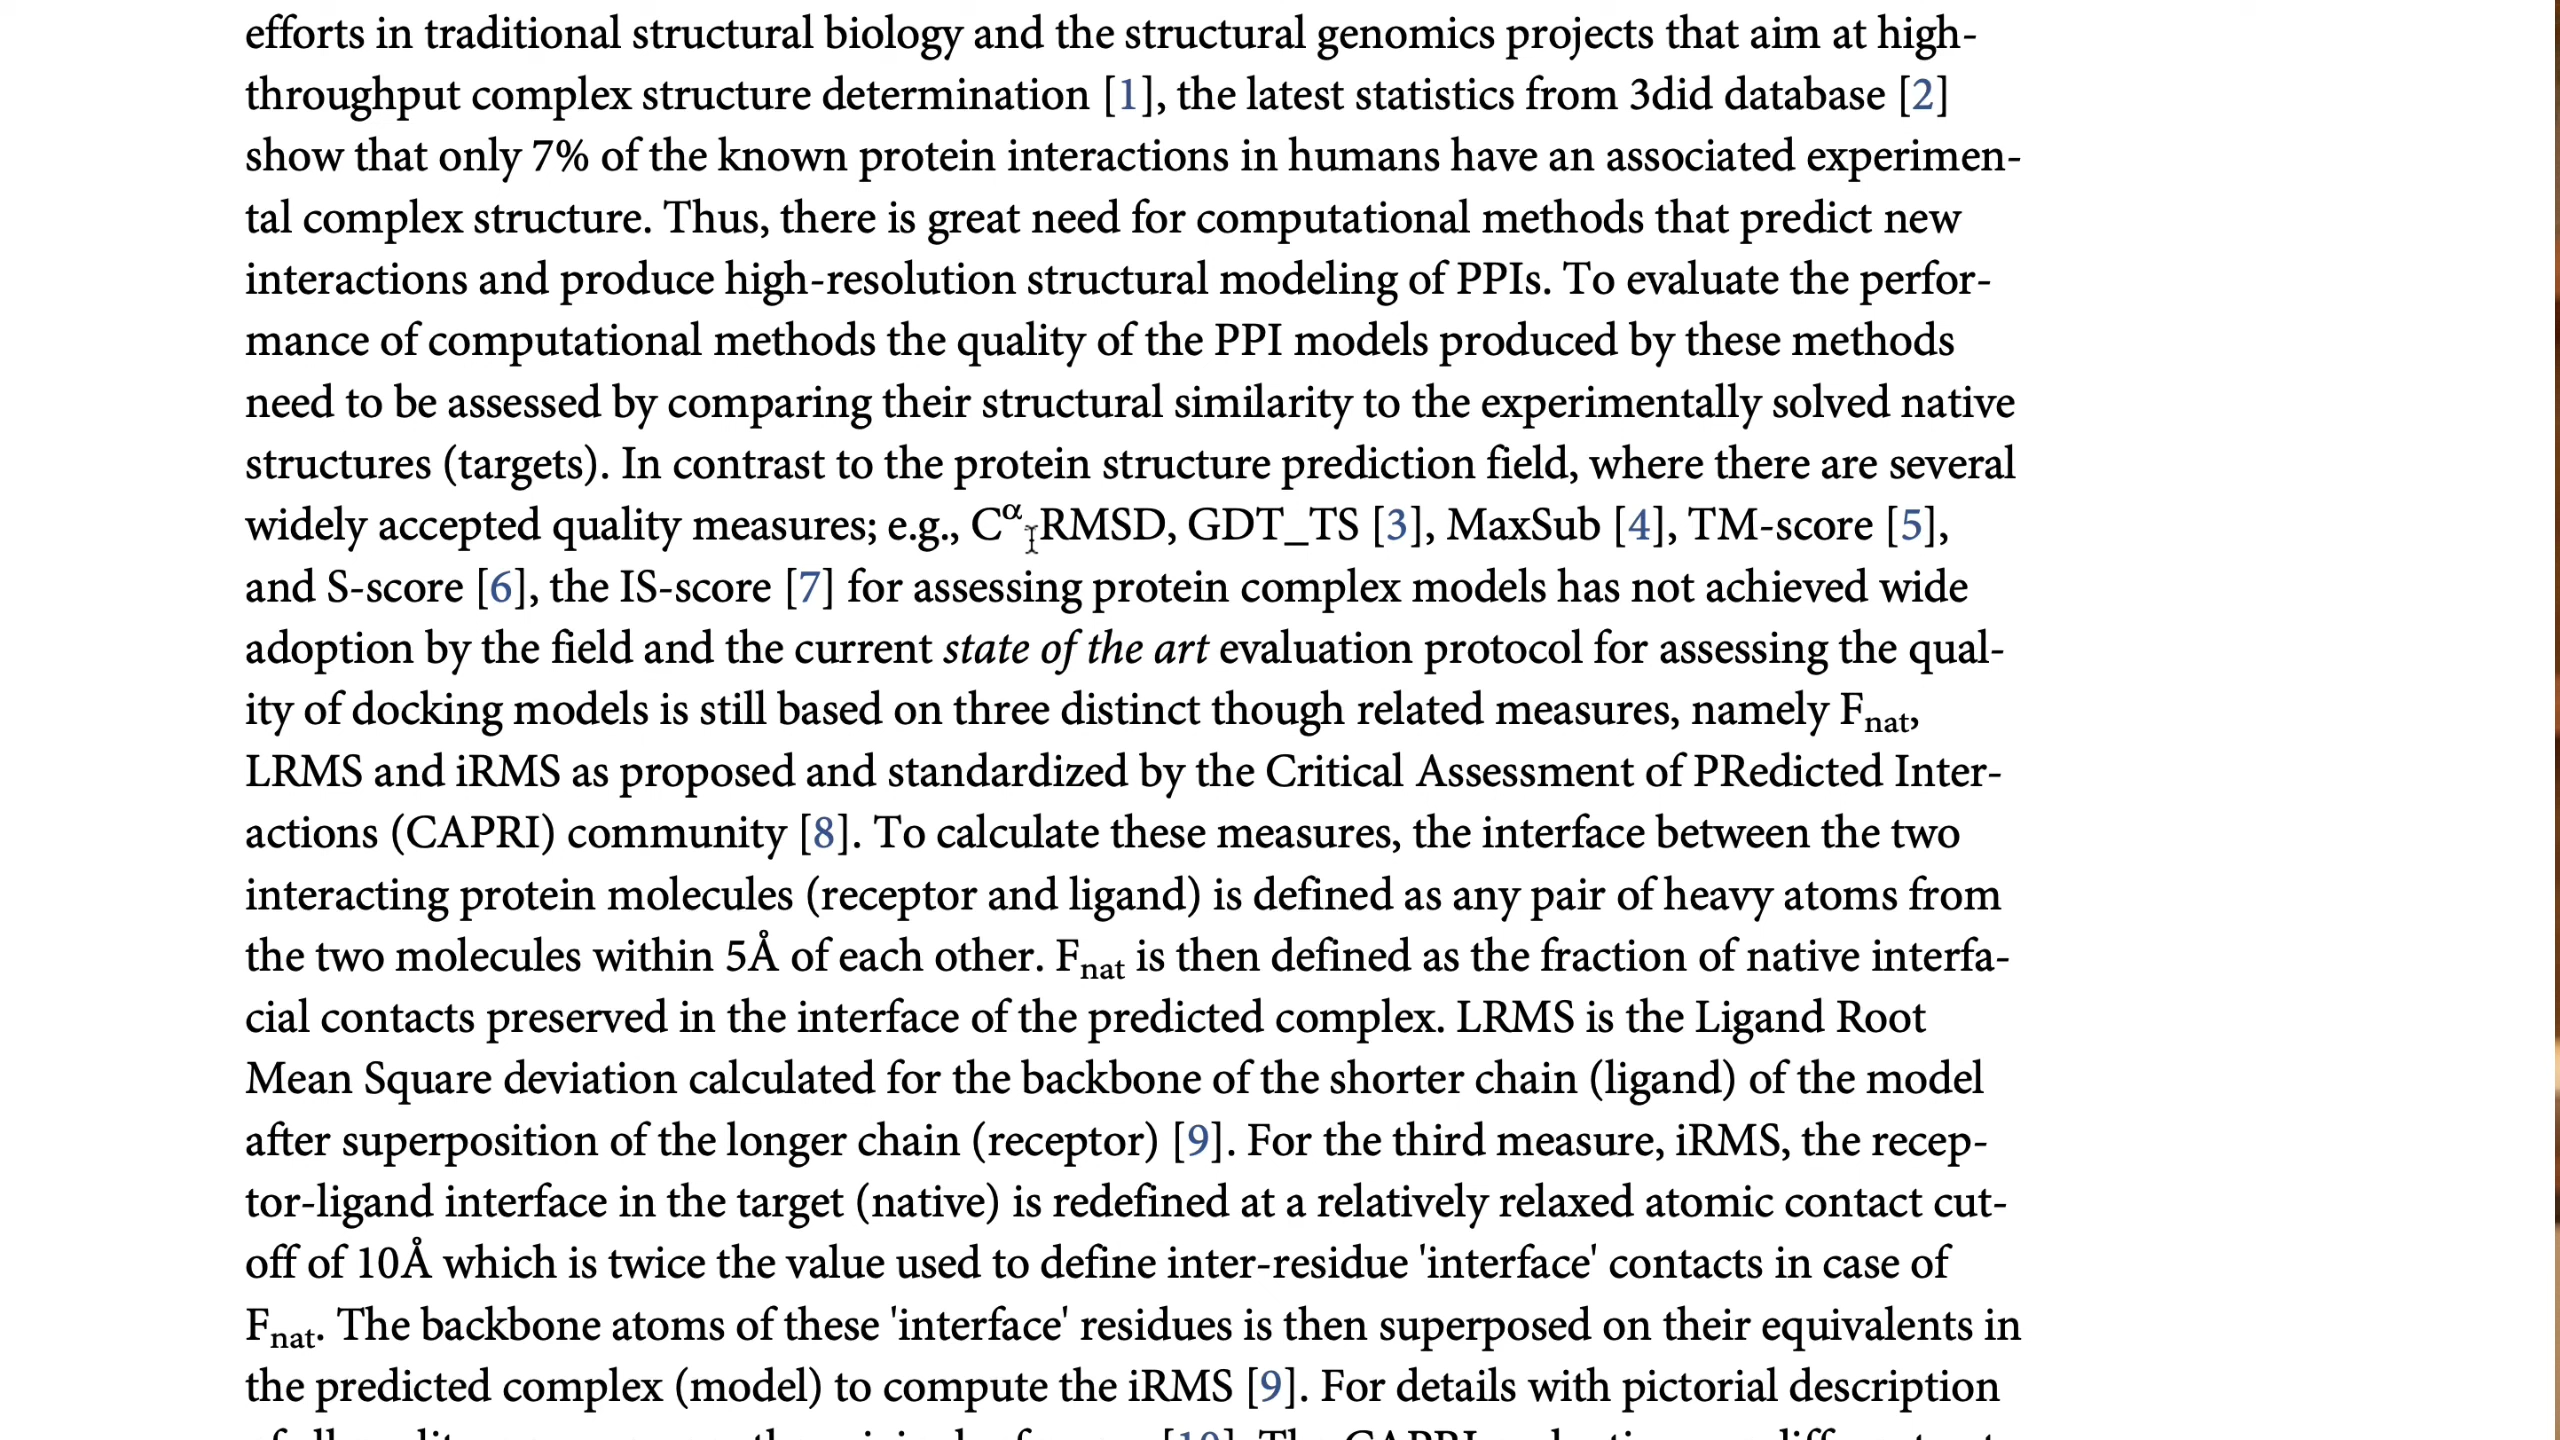 efforts in traditional structural biology and the structural genomics projects that aim at high-
throughput complex structure determination [1], the latest statistics from 3did database [2]
show that only 7% of the known protein interactions in humans have an associated experimen-
tal complex structure. Thus, there is great need for computational methods that predict new
interactions and produce high-resolution structural modeling of PPIs. To evaluate the perfor-
mance of computational methods the quality of the PPI models produced by these methods
need to be assessed by comparing their structural similarity to the experimentally solved native
structures (targets). In contrast to the protein structure prediction field, where there are several
widely accepted quality measures; e.g., Cα-RMSD, GDT_TS [3], MaxSub [4], TM-score [5],
and S-score [6], the IS-score [7] for assessing protein complex models has not achieved wide
adoption by the field and the current state of the art evaluation protocol for assessing the qual-
ity of docking models is still based on three distinct though related measures, namely Fnat,
LRMS and iRMS as proposed and standardized by the Critical Assessment of PRedicted Inter-
actions (CAPRI) community [8]. To calculate these measures, the interface between the two
interacting protein molecules (receptor and ligand) is defined as any pair of heavy atoms from
the two molecules within 5Å of each other. Fnat is then defined as the fraction of native interfa-
cial contacts preserved in the interface of the predicted complex. LRMS is the Ligand Root
Mean Square deviation calculated for the backbone of the shorter chain (ligand) of the model
after superposition of the longer chain (receptor) [9]. For the third measure, iRMS, the recep-
tor-ligand interface in the target (native) is redefined at a relatively relaxed atomic contact cut-
off of 10Å which is twice the value used to define inter-residue 'interface' contacts in case of
Fnat. The backbone atoms of these 'interface' residues is then superposed on their equivalents in
the predicted complex (model) to compute the iRMS [9]. For details with pictorial description